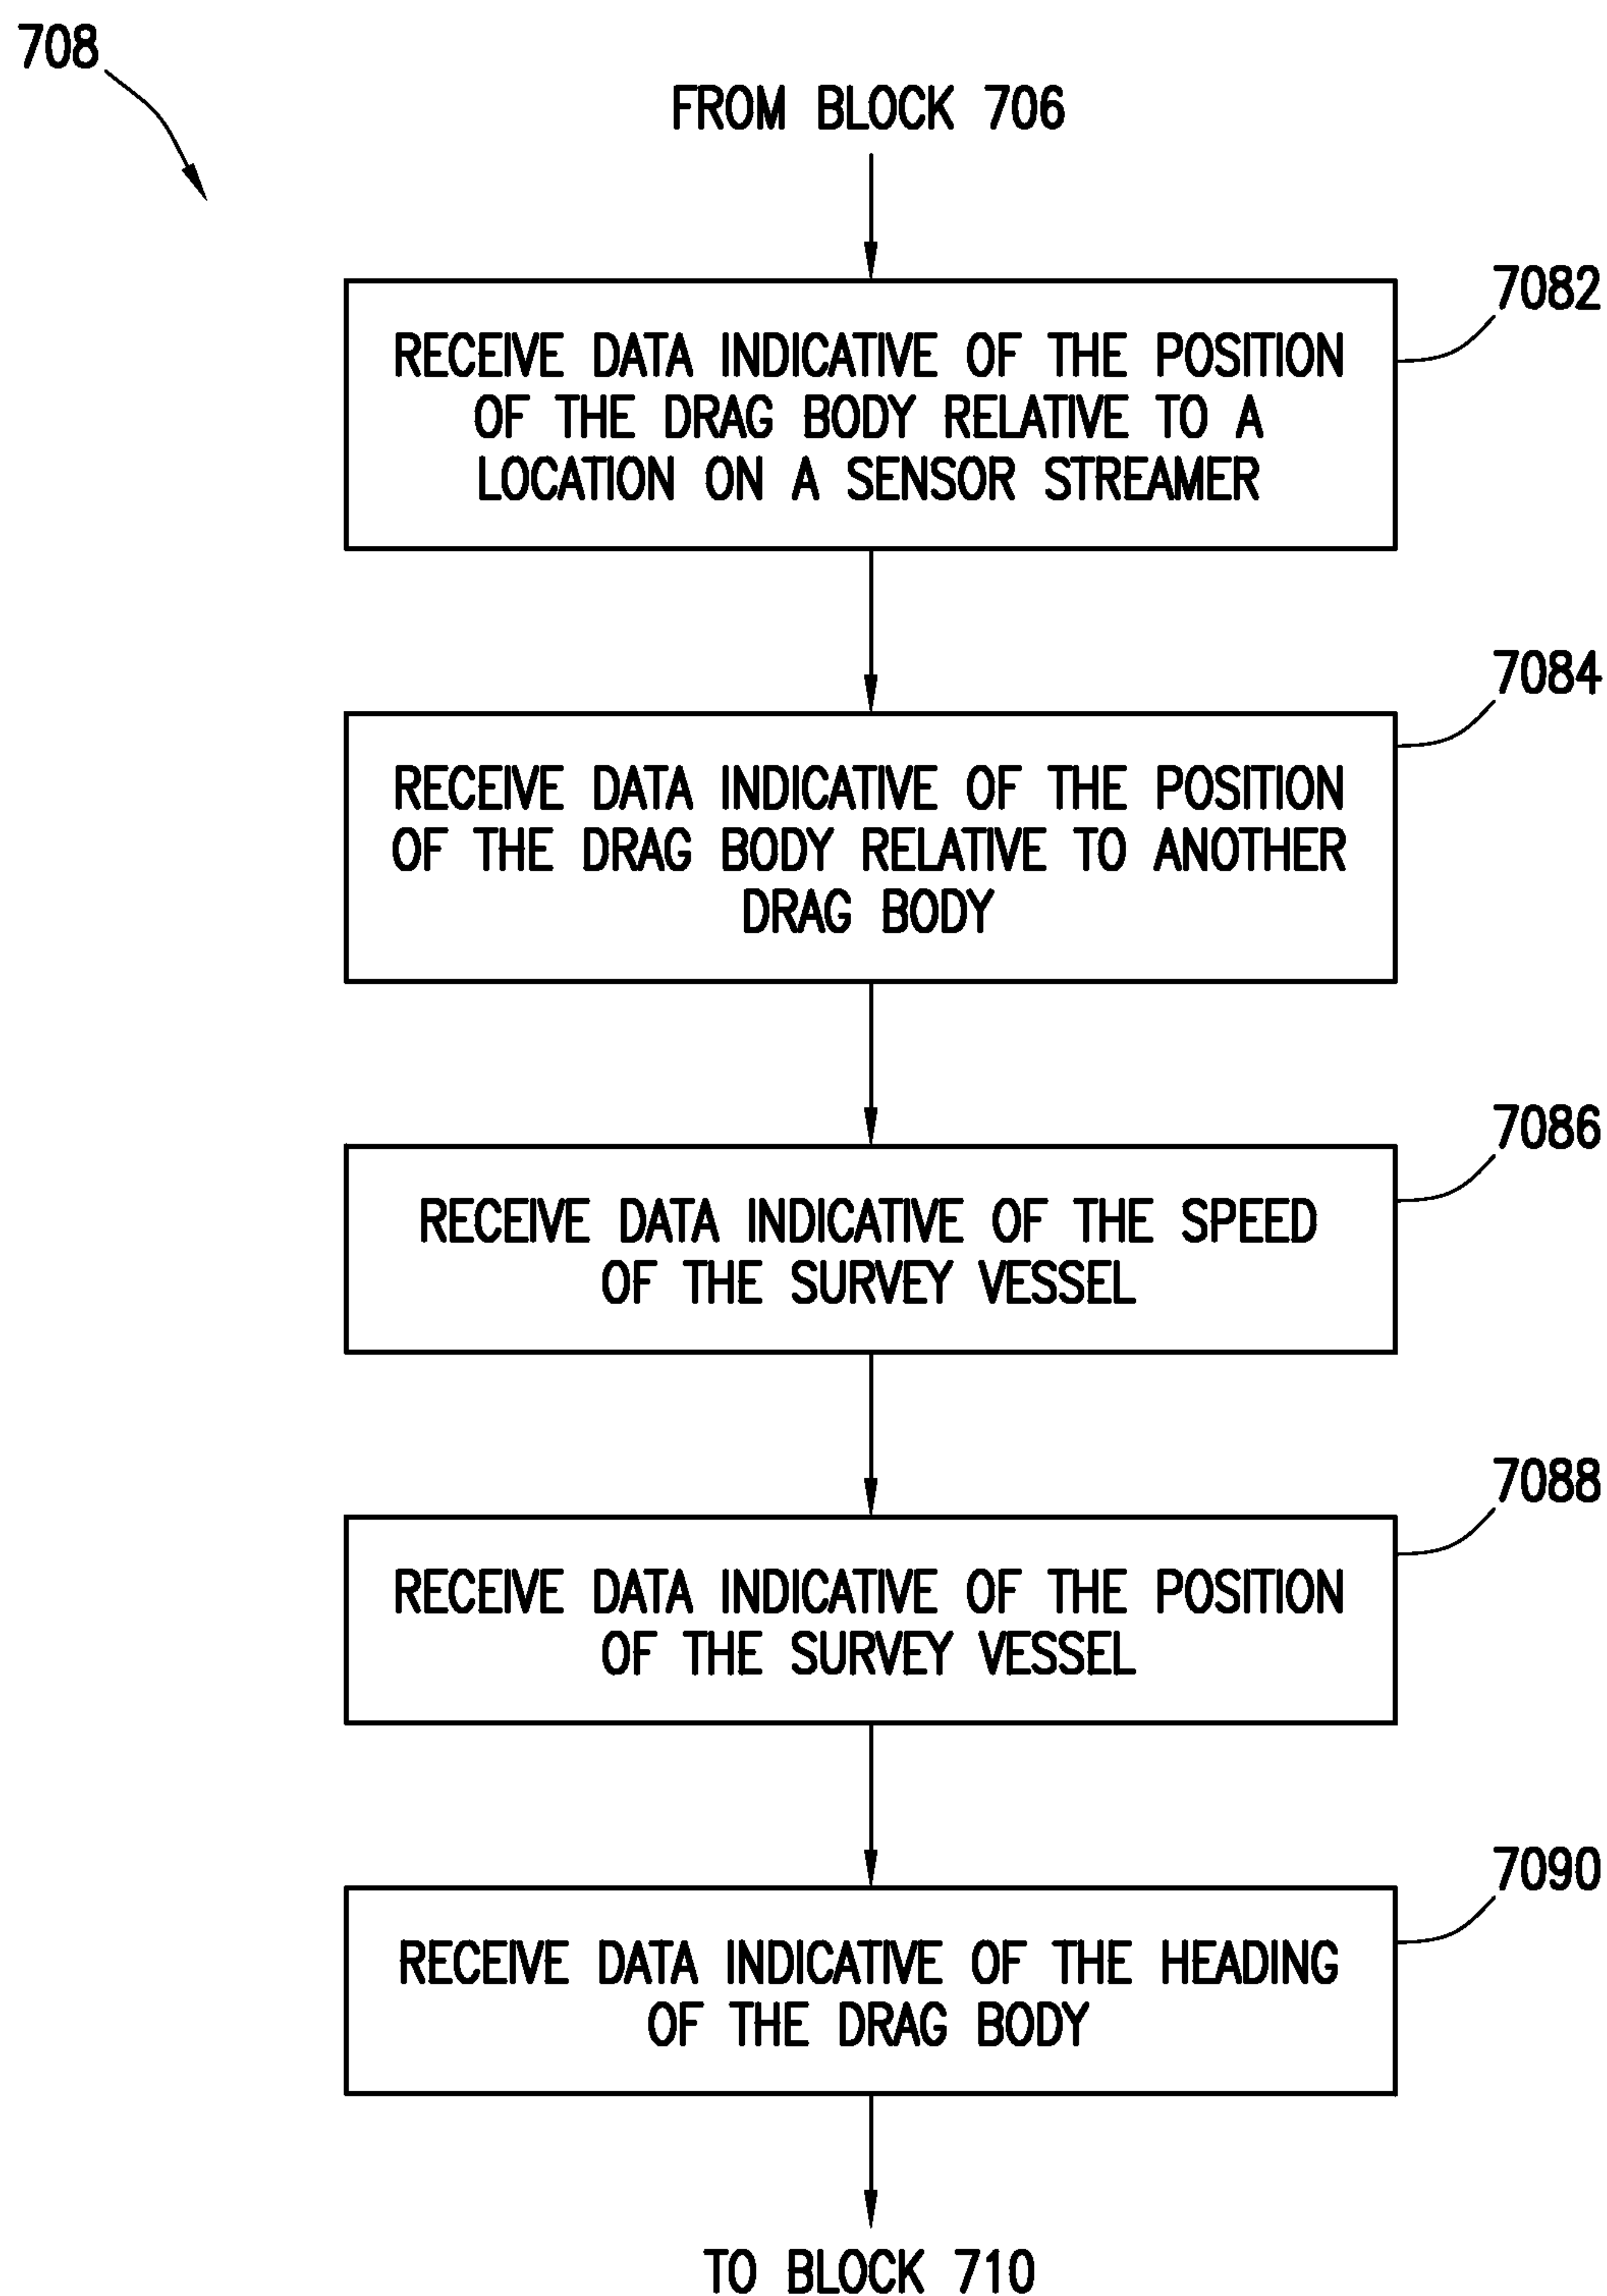 708
FROM BLOCK 706
7082
RECEIVE DATA INDICATIVE OF THE POSITION
OF THE DRAG BODY RELATIVE TO A
LOCATION ON A SENSOR STREAMER
7084
RECEIVE DATA INDICATIVE OF THE POSITION
OF THE DRAG BODY RELATIVE TO ANOTHER
DRAG BODY
7086
RECEIVE DATA INDICATIVE OF THE SPEED
OF THE SURVEY VESSEL
7088
RECEIVE DATA INDICATIVE OF THE POSITION
OF THE SURVEY VESSEL
7090
RECEIVE DATA INDICATIVE OF THE HEADING
OF THE DRAG BODY
TO BLOCK 710